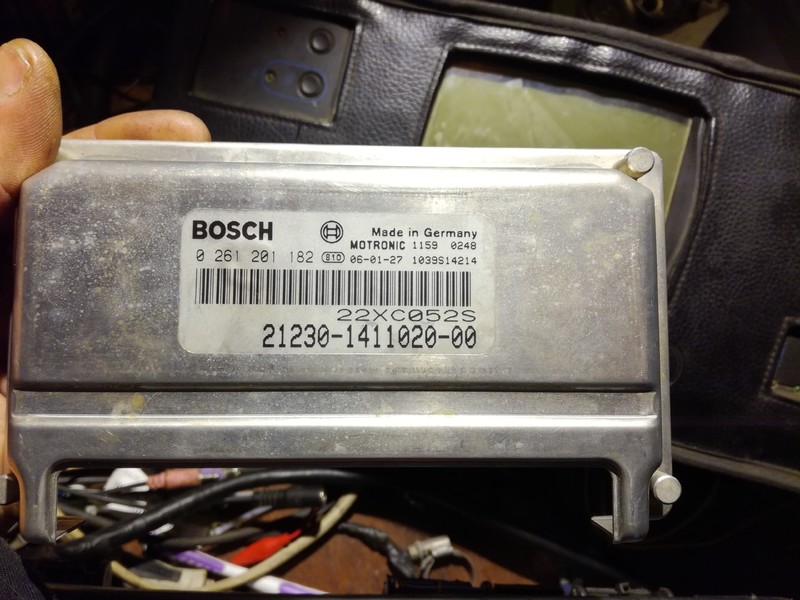 BOSCH Made in Germany
MOTRONIC 1159 0248
0 261 201 182 B10 06-01-27 1039S14214
22XC052S
21230-1411020-00